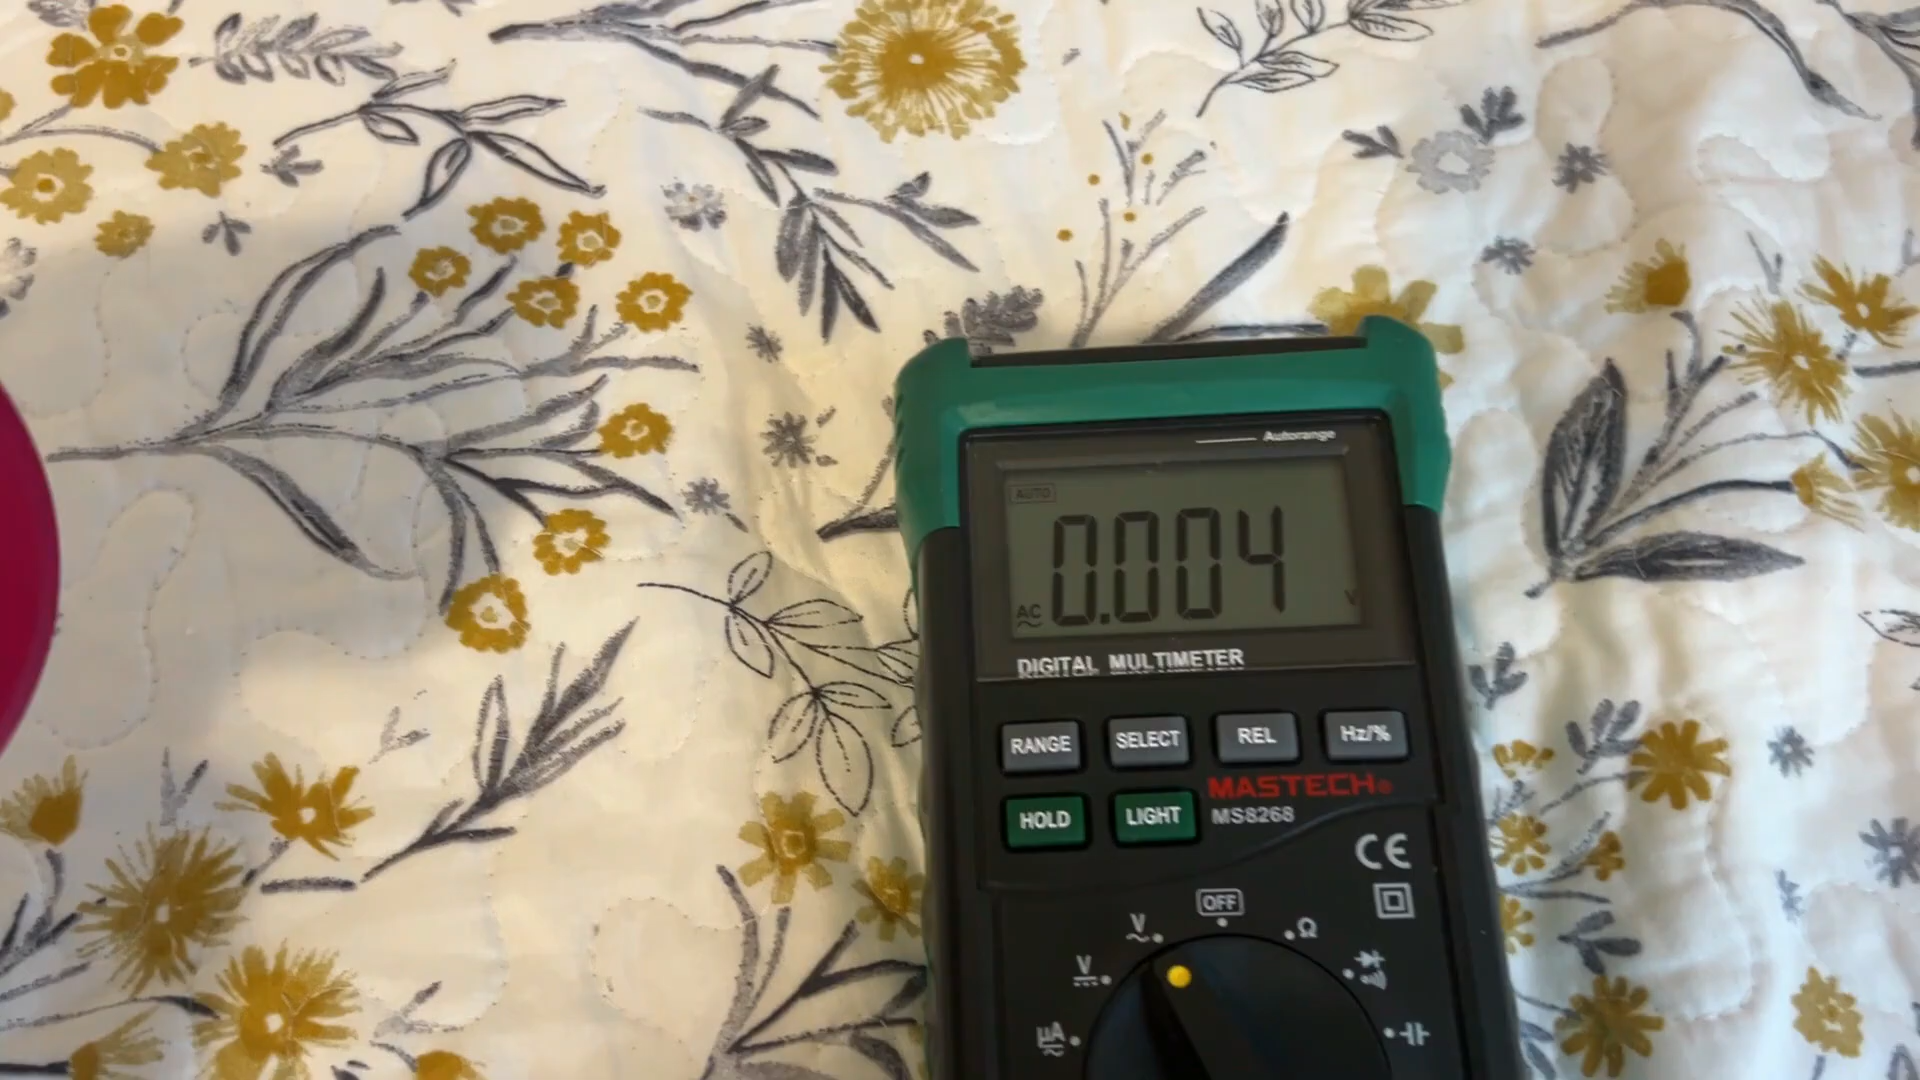 Autorange
AUTO
AC 0.004 V
DIGITAL MULTIMETER
RANGE SELECT REL Hz/%
HOLD LIGHT MASTECH®
MS8268
CE
OFF
V Ω
V
µA